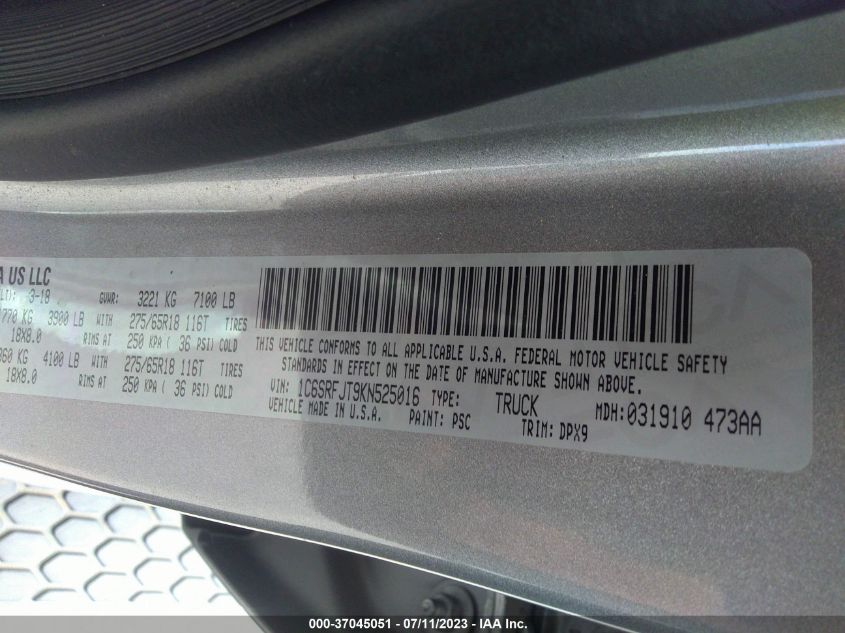 A US LLC
3-18 GVWR: 3221 KG 7100 LB
3900 LB WITH 275/65R18 116T TIRES
18X8.0 RIMS AT 250 KPA ( 36 PSI) COLD
4100 LB WITH 275/65R18 116T TIRES
18X8.0 RIMS AT 250 KPA ( 36 PSI) COLD
THIS VEHICLE CONFORMS TO ALL APPLICABLE U.S.A. FEDERAL MOTOR VEHICLE SAFETY
STANDARDS IN EFFECT ON THE DATE OF MANUFACTURE SHOWN ABOVE.
VIN: 1C6SRFJT9KN525016 TYPE: TRUCK MDH:031910 473AA
VEHICLE MADE IN U.S.A. PAINT: PSC TRIM: DPX9
000-37045051 / 07/11/2023 - IAA Inc.